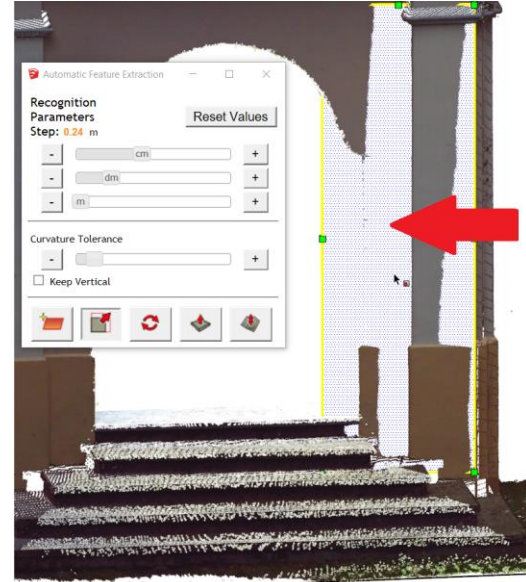 Automatic Feature Extraction
Recognition
Parameters
Reset Values
Step: 0.24 m
- cm +
- dm +
- m +
Curvature Tolerance
- +
Keep Vertical